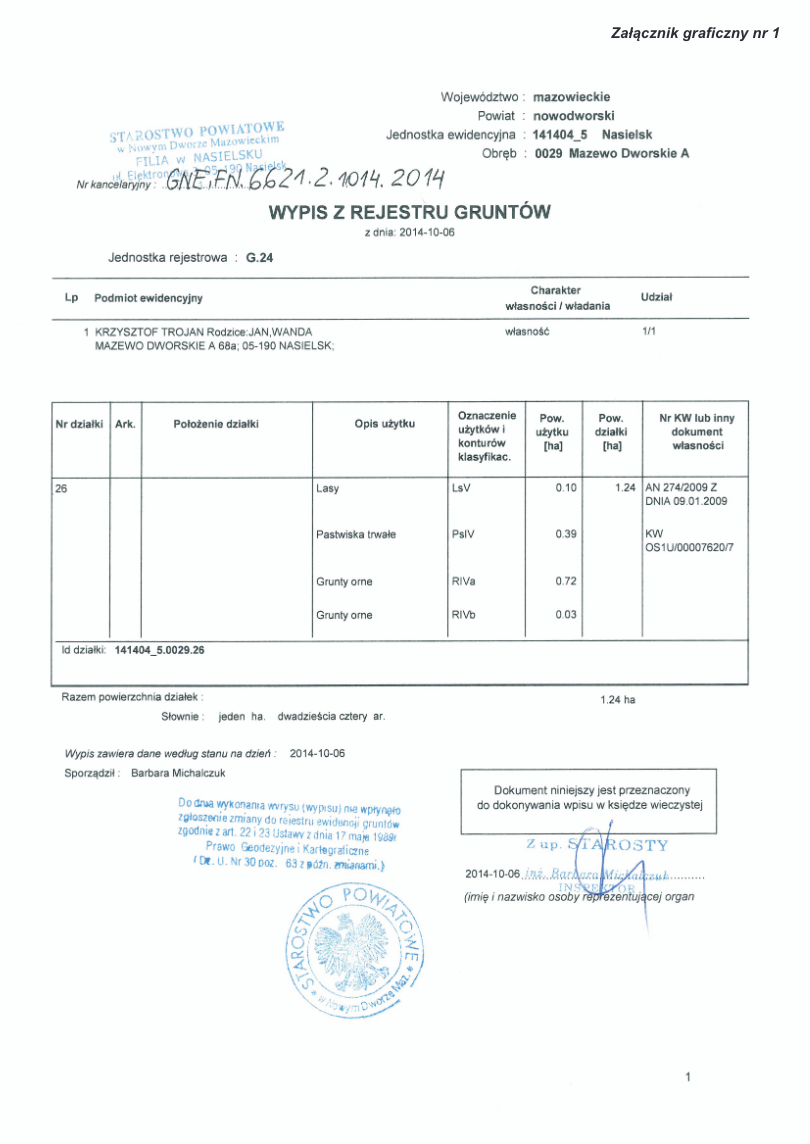 Załącznik graficzny nr 1
Województwo : mazowieckie
Powiat : nowodworski
Jednostka ewidencyjna : 141404_5 Nasielsk
Obręb : 0029 Mazewo Dworskie A
STAROSTWO POWIATOWE
w Nowym Dworze Mazowieckim
FILIA w NASIELSKU
ul. Elektronowa 3, 05-190 Nasielsk
Nr kancelaryjny : GNE.FN.6621.2.1014.2014
WYPIS Z REJESTRU GRUNTÓW
z dnia: 2014-10-06
Jednostka rejestrowa : G.24
Lp Podmiot ewidencyjny Charakter własności / władania Udział
1 KRZYSZTOF TROJAN Rodzice:JAN,WANDA własność 1/1
MAZEWO DWORSKIE A 68a; 05-190 NASIELSK;
Nr działki Ark. Położenie działki Opis użytku Oznaczenie użytków i konturów klasyfikac. Pow. użytku [ha] Pow. działki [ha] Nr KW lub inny dokument własności
26 Lasy LsV 0.10 1.24 AN 274/2009 Z
DNIA 09.01.2009
Pastwiska trwałe PsIV 0.39 KW
OS1U/00007620/7
Grunty orne RIVa 0.72
Grunty orne RIVb 0.03
Id działki: 141404_5.0029.26
Razem powierzchnia działek : 1.24 ha
Słownie : jeden ha. dwadzieścia cztery ar.
Wypis zawiera dane według stanu na dzień : 2014-10-06
Sporządził : Barbara Michalczuk
Do dnia wykonania wyrysu (wypisu) nie wpłynęło
zgłoszenie zmiany do rejestru ewidencji gruntów
zgodnie z art. 22 i 23 Ustawy z dnia 17 maja 1989r
Prawo Geodezyjne i Kartograficzne
(Dz. U. Nr 30 poz. 63 z późn. zmianami.)
Dokument niniejszy jest przeznaczony
do dokonywania wpisu w księdze wieczystej
Z up. STAROSTY
2014-10-06 inż. Barbara Michalczuk
INSPEKTOR
(imię i nazwisko osoby reprezentującej organ
STAROSTWO POWIATOWE
w Nowym Dworze Maz.
1